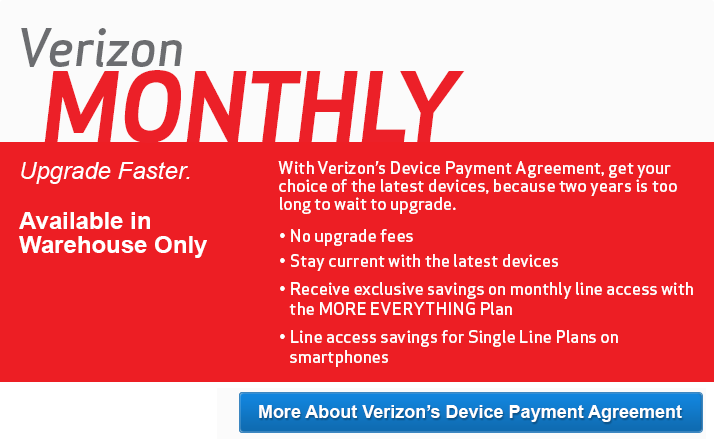 Verizon
MONTHLY
Upgrade Faster.
Available in
Warehouse Only
With Verizon's Device Payment Agreement, get your
choice of the latest devices, because two years is too
long to wait to upgrade.
• No upgrade fees
• Stay current with the latest devices
• Receive exclusive savings on monthly line access with
the MORE EVERYTHING Plan
• Line access savings for Single Line Plans on
smartphones
More About Verizon's Device Payment Agreement